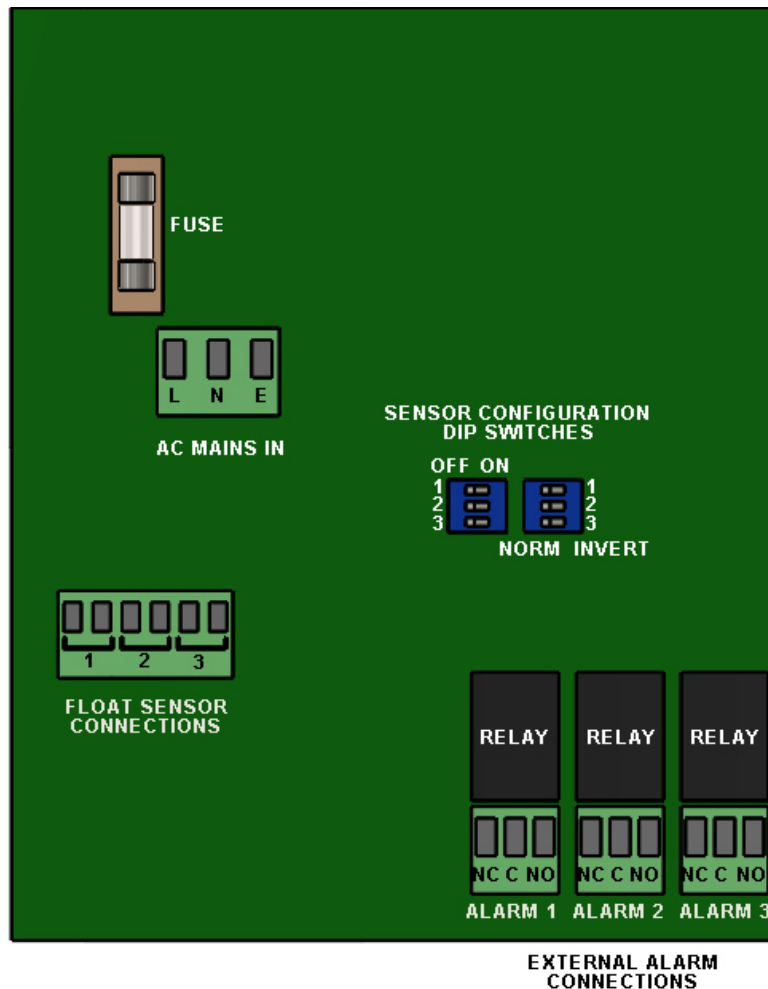 FUSE
L N E
AC MAINS IN
SENSOR CONFIGURATION
DIP SWITCHES
OFF ON
1 1
2 2
3 3
NORM INVERT
1 2 3
FLOAT SENSOR
CONNECTIONS
RELAY RELAY RELAY
NC C NO NC C NO NC C NO
ALARM 1 ALARM 2 ALARM 3
EXTERNAL ALARM
CONNECTIONS